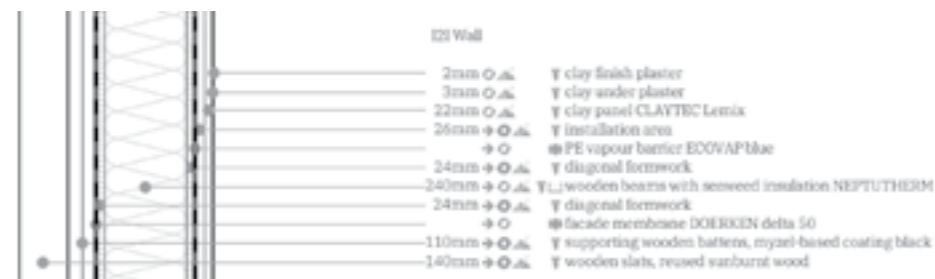 [2] Wall
2mm clay finish plaster
3mm clay under plaster
22mm clay panel CLAYTEC Lemix
26mm installation area
PE vapour barrier ECOVAP blue
24mm diagonal formwork
240mm wooden beams with seaweed insulation NEPTUTHERM
24mm diagonal formwork
facade membrane DOERKEN delta 50
110mm supporting wooden battens, myzel-based coating black
140mm wooden slats, reused sunburnt wood